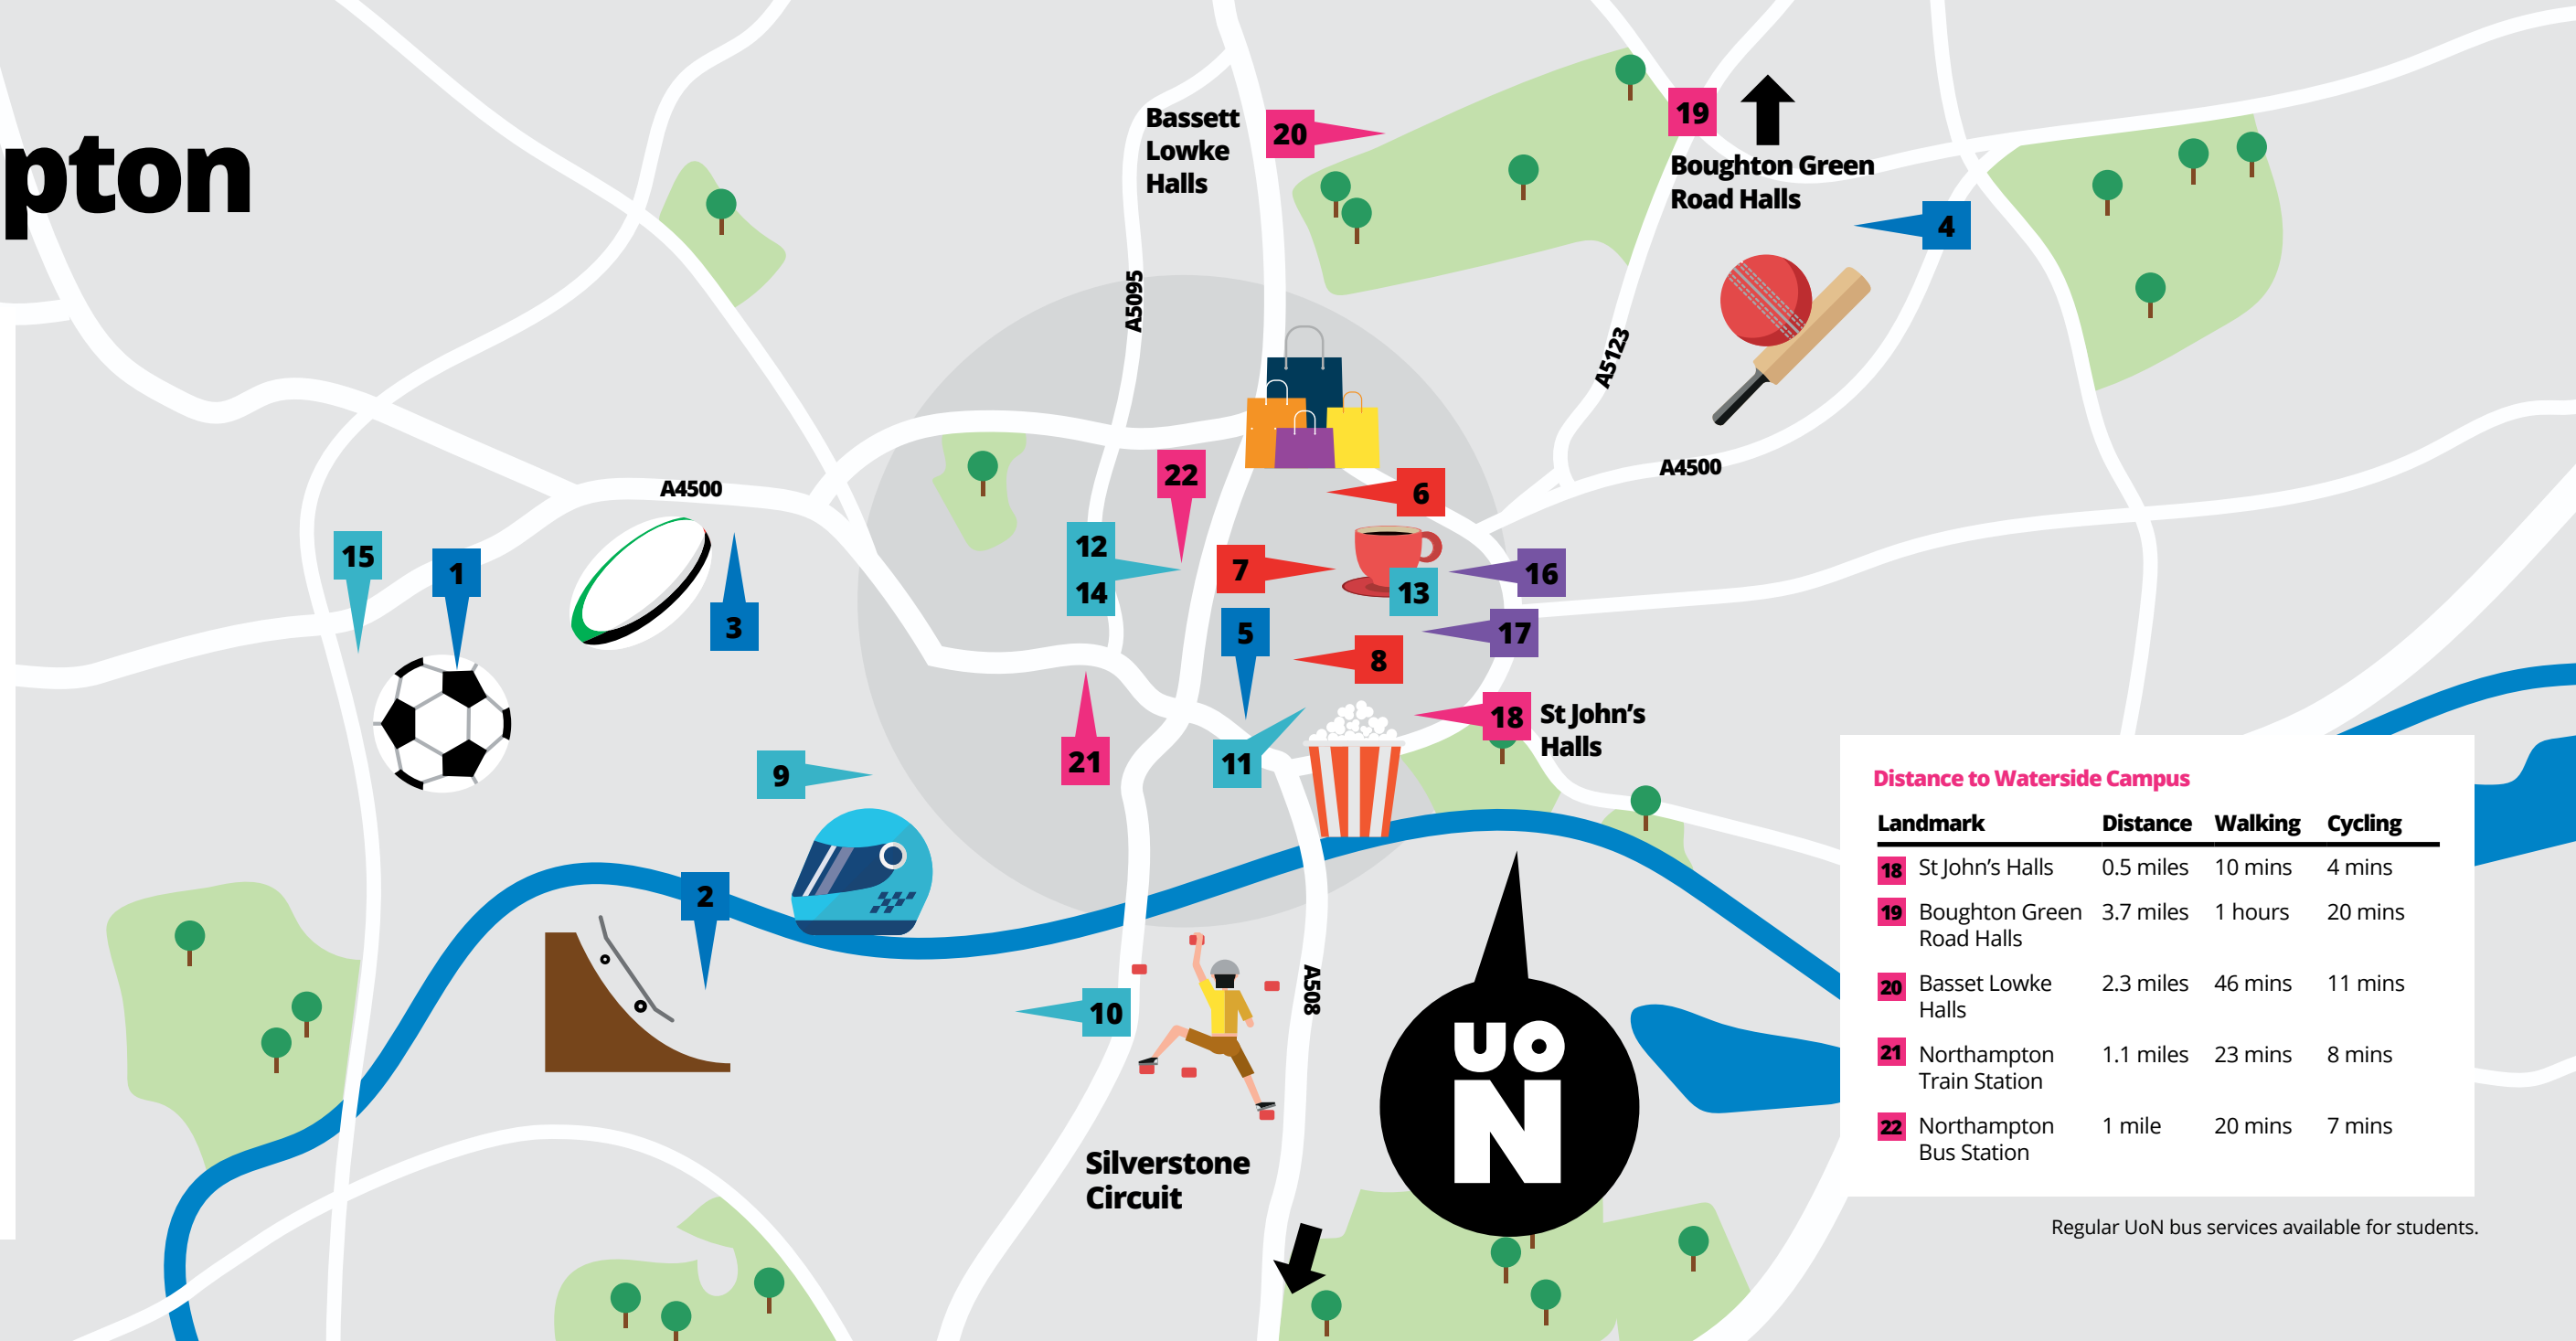 pton
Bassett
Lowke
Halls
20
19
Boughton Green
Road Halls
4
A5095
A5123
A4500
A4500
22
6
15
1
3
12
14
7
13
16
5
17
8
18
St John's
Halls
21
11
9
2
10
A508
UO
N
Silverstone
Circuit
Distance to Waterside Campus
Landmark Distance Walking Cycling
18 St John's Halls 0.5 miles 10 mins 4 mins
19 Boughton Green 3.7 miles 1 hours 20 mins
Road Halls
20 Basset Lowke 2.3 miles 46 mins 11 mins
Halls
21 Northampton 1.1 miles 23 mins 8 mins
Train Station
22 Northampton 1 mile 20 mins 7 mins
Bus Station
Regular UoN bus services available for students.